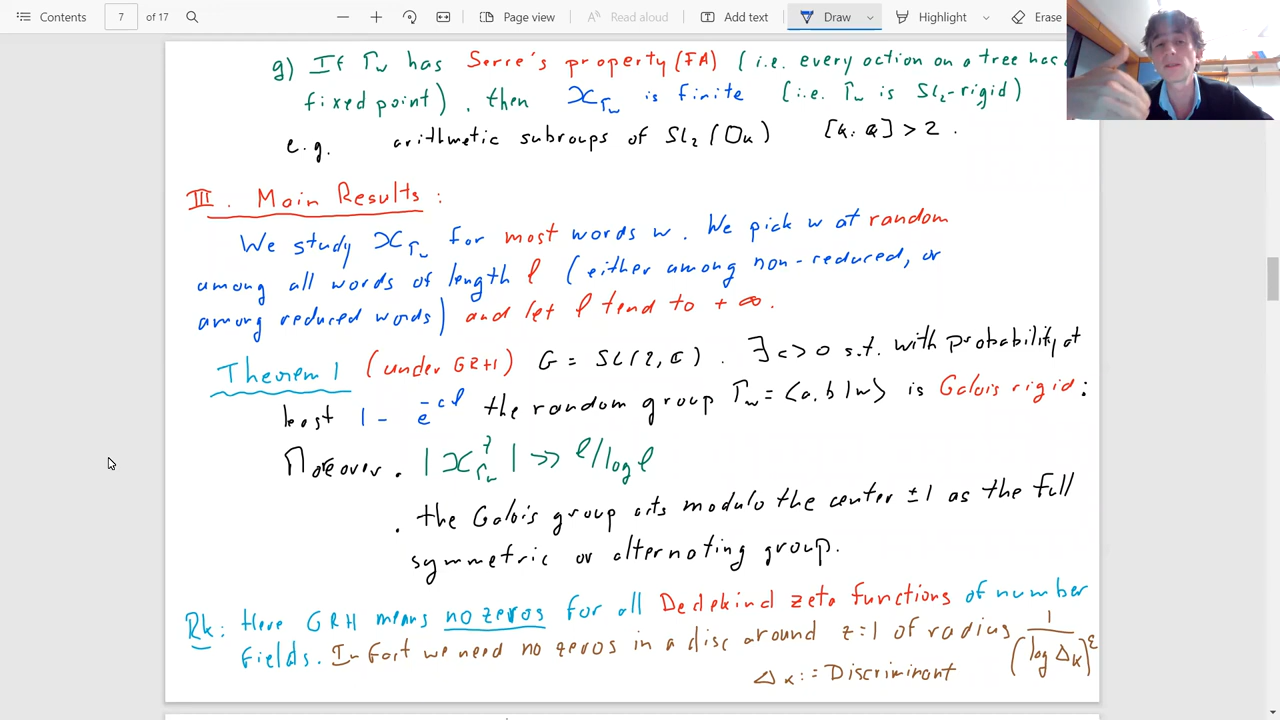 Contents 7 of 17 Page view Read aloud Add text Draw Highlight Erase
g) If Γw has Serre's property (FA) (i.e. every action on a tree has a
fixed point), then 𝒳Γw is finite (i.e. Γw is SL2-rigid)
e.g. arithmetic subroups of SL2(Ok) [k:Q] > 2.
III. Main Results:
We study 𝒳Γw for most words w. We pick w at random
among all words of length ℓ (either among non-reduced, or
among reduced words) and let ℓ tend to +∞.
Theorem 1 (under GRH) G = SL(2,C). ∃c>0 s.t. with probability at
least 1 - e^{-cℓ} the random group Γw = <a,b|w> is Galois rigid:
Moreover . |𝒳^z_Γw| >> ℓ/log ℓ
. the Galois group acts modulo the center ±1 as the full
symmetric or alternating group.
Rk: Here GRH means no zeros for all Dedekind zeta functions of number
fields. In fact we need no zeros in a disc around z=1 of radius 1/(log Δk)^2
Δk := Discriminant